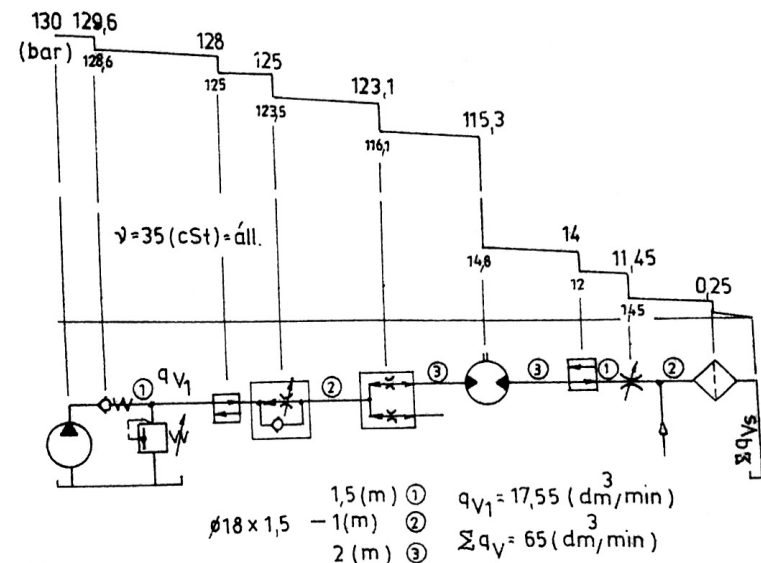 130 129,6
(bar)
128,6
128
125
125
123,5
123,1
116,1
115,3
14,8
14
12
11,45
1,45
0,25
ν=35 (cSt)=áll.
① qV1
② ③ ③ ① ②
ΣqVs
1,5 (m) ① qV1 = 17,55 (dm³/min)
ø18 x 1,5 – 1(m) ② ΣqV = 65 (dm³/min)
2 (m) ③